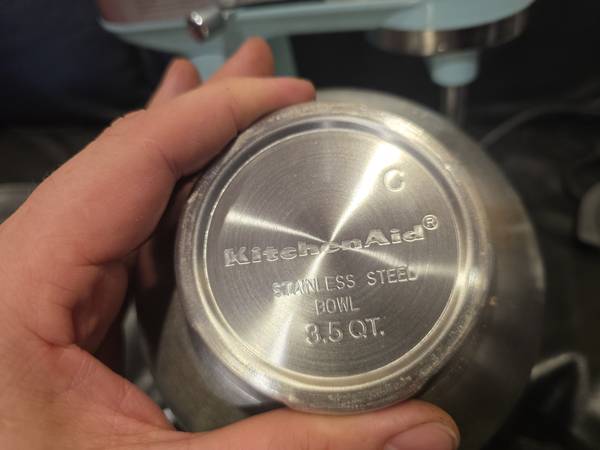 C
KitchenAid®
STAINLESS STEEL
BOWL
3.5 QT.